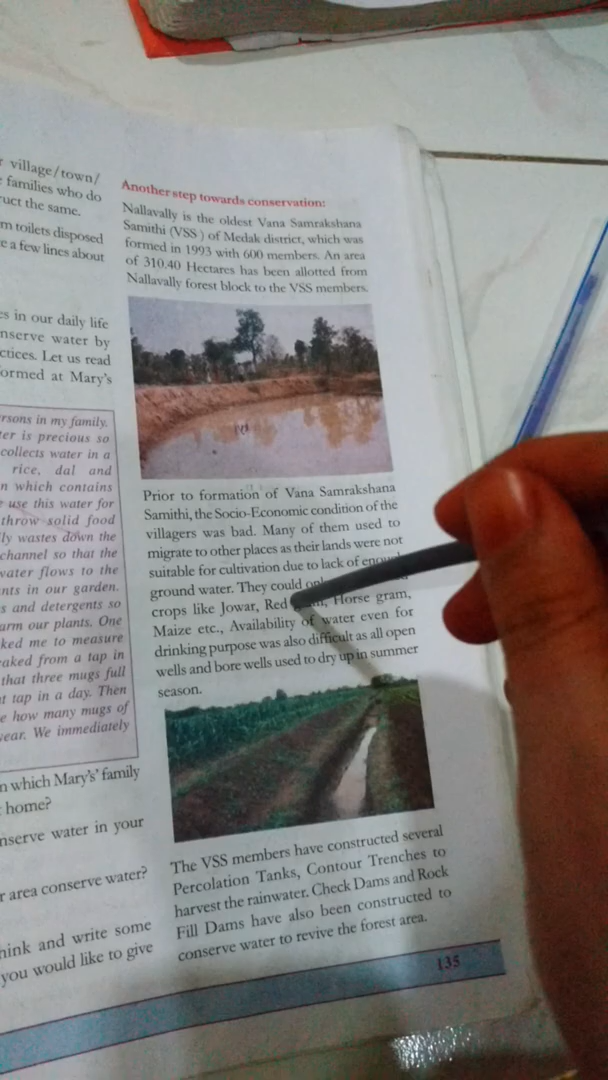 r village/town/
families who do
ruct the same.
m toilets disposed
e a few lines about
es in our daily life
nserve water by
ctices. Let us read
ormed at Mary's
rsons in my family.
ter is precious so
collects water in a
rice, dal and
n which contains
use this water for
throw solid food
lly wastes down the
channel so that the
water flows to the
nts in our garden.
s and detergents so
arm our plants. One
ked me to measure
eaked from a tap in
that three mugs full
t tap in a day. Then
e how many mugs of
year. We immediately
n which Mary's' family
home?
nserve water in your
r area conserve water?
hink and write some
you would like to give
Another step towards conservation:
Nallavally is the oldest Vana Samrakshana
Samithi (VSS ) of Medak district, which was
formed in 1993 with 600 members. An area
of 310.40 Hectares has been allotted from
Nallavally forest block to the VSS members.
Prior to formation of Vana Samrakshana
Samithi, the Socio-Economic condition of the
villagers was bad. Many of them used to
migrate to other places as their lands were not
suitable for cultivation due to lack of enough
ground water. They could
crops like Jowar, Red Horse gram,
Maize etc., Availability of water even for
drinking purpose was also difficult as all open
wells and bore wells used to dry up in summer
season.
The VSS members have constructed several
Percolation Tanks, Contour Trenches to
harvest the rainwater. Check Dams and Rock
Fill Dams have also been constructed to
conserve water to revive the forest area.
135